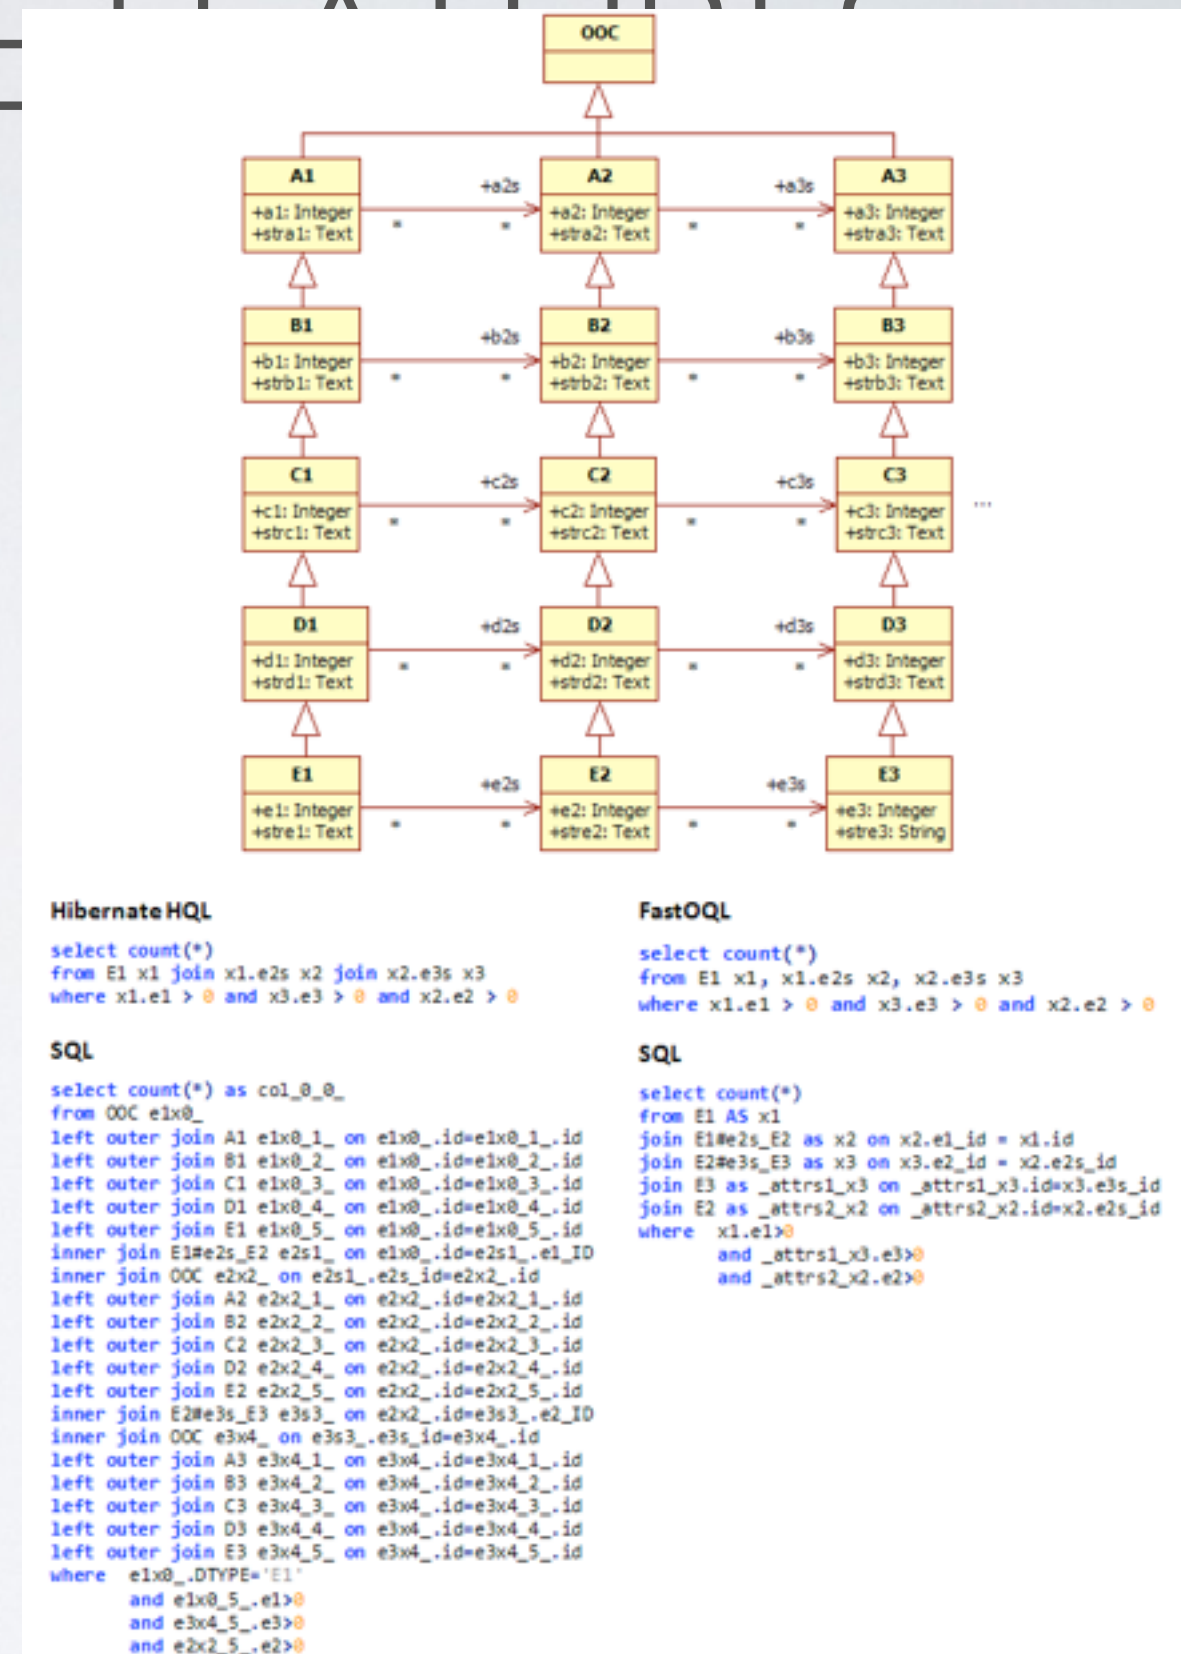 OOC
A1
+a1: Integer
+stra1: Text
+a2s
*
*
A2
+a2: Integer
+stra2: Text
+a3s
*
*
A3
+a3: Integer
+stra3: Text
B1
+b1: Integer
+strb1: Text
+b2s
*
*
B2
+b2: Integer
+strb2: Text
+b3s
*
*
B3
+b3: Integer
+strb3: Text
C1
+c1: Integer
+strc1: Text
+c2s
*
*
C2
+c2: Integer
+strc2: Text
+c3s
*
*
C3
+c3: Integer
+strc3: Text
...
D1
+d1: Integer
+strd1: Text
+d2s
*
*
D2
+d2: Integer
+strd2: Text
+d3s
*
*
D3
+d3: Integer
+strd3: Text
E1
+e1: Integer
+stre1: Text
+e2s
*
*
E2
+e2: Integer
+stre2: Text
+e3s
*
*
E3
+e3: Integer
+stre3: String
Hibernate HQL
select count(*)
from E1 x1 join x1.e2s x2 join x2.e3s x3
where x1.e1 > 0 and x3.e3 > 0 and x2.e2 > 0
SQL
select count(*) as col_0_0_
from OOC e1x0_
left outer join A1 e1x0_1_ on e1x0_.id=e1x0_1_.id
left outer join B1 e1x0_2_ on e1x0_.id=e1x0_2_.id
left outer join C1 e1x0_3_ on e1x0_.id=e1x0_3_.id
left outer join D1 e1x0_4_ on e1x0_.id=e1x0_4_.id
left outer join E1 e1x0_5_ on e1x0_.id=e1x0_5_.id
inner join E1#e2s_E2 e2s1_ on e1x0_.id=e2s1_.e1_ID
inner join OOC e2x2_ on e2s1_.e2s_id=e2x2_.id
left outer join A2 e2x2_1_ on e2x2_.id=e2x2_1_.id
left outer join B2 e2x2_2_ on e2x2_.id=e2x2_2_.id
left outer join C2 e2x2_3_ on e2x2_.id=e2x2_3_.id
left outer join D2 e2x2_4_ on e2x2_.id=e2x2_4_.id
left outer join E2 e2x2_5_ on e2x2_.id=e2x2_5_.id
inner join E2#e3s_E3 e3s3_ on e2x2_.id=e3s3_.e2_ID
inner join OOC e3x4_ on e3s3_.e3s_id=e3x4_.id
left outer join A3 e3x4_1_ on e3x4_.id=e3x4_1_.id
left outer join B3 e3x4_2_ on e3x4_.id=e3x4_2_.id
left outer join C3 e3x4_3_ on e3x4_.id=e3x4_3_.id
left outer join D3 e3x4_4_ on e3x4_.id=e3x4_4_.id
left outer join E3 e3x4_5_ on e3x4_.id=e3x4_5_.id
where e1x0_.DTYPE='E1'
and e1x0_5_.e1>0
and e3x4_5_.e3>0
and e2x2_5_.e2>0
FastOQL
select count(*)
from E1 x1, x1.e2s x2, x2.e3s x3
where x1.e1 > 0 and x3.e3 > 0 and x2.e2 > 0
SQL
select count(*)
from E1 AS x1
join E1#e2s_E2 as x2 on x2.e1_id = x1.id
join E2#e3s_E3 as x3 on x3.e2_id = x2.e2s_id
join E3 as _attrs1_x3 on _attrs1_x3.id=x3.e3s_id
join E2 as _attrs2_x2 on _attrs2_x2.id=x2.e2s_id
where x1.e1>0
and _attrs1_x3.e3>0
and _attrs2_x2.e2>0